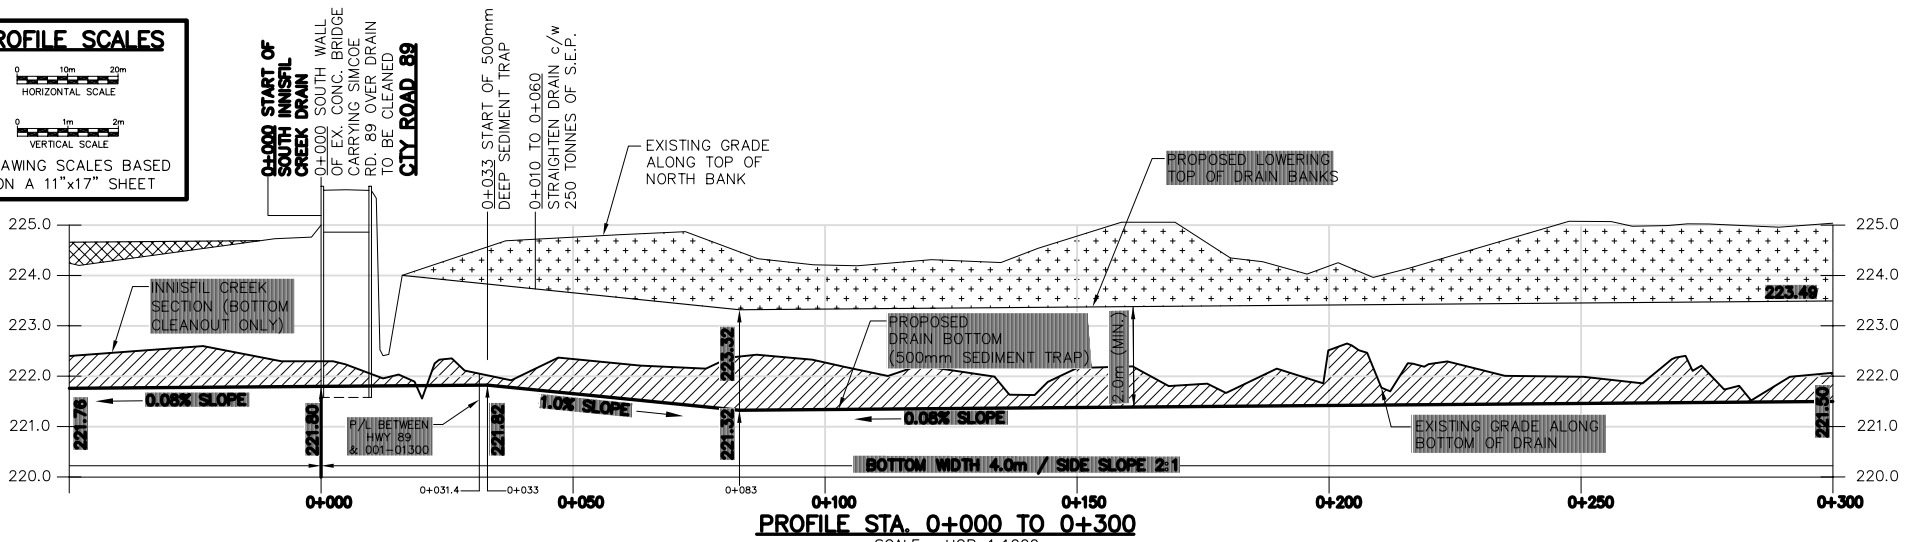 ROFILE SCALES
0 10m 20m
HORIZONTAL SCALE
0 1m 2m
VERTICAL SCALE
AWING SCALES BASED
ON A 11"x17" SHEET
0+000 START OF
SOUTH INNISFIL
CREEK DRAIN
0+000 SOUTH WALL
OF EX. CONC. BRIDGE
CARRYING SIMCOE
RD. 89 OVER DRAIN
TO BE CLEANED
CTY ROAD 89
0+033 START OF 500mm
DEEP SEDIMENT TRAP
0+010 TO 0+060
STRAIGHTEN DRAIN c/w
250 TONNES OF S.E.P.
EXISTING GRADE
ALONG TOP OF
NORTH BANK
PROPOSED LOWERING
TOP OF DRAIN BANKS
225.0
224.0
223.0
222.0
221.0
220.0
225.0
224.0
223.0
222.0
221.0
220.0
INNISFIL CREEK
SECTION (BOTTOM
CLEANOUT ONLY)
PROPOSED
DRAIN BOTTOM
(500mm SEDIMENT TRAP)
2.0m (MIN.)
223.49
223.32
221.76
0.08% SLOPE
221.80
P/L BETWEEN
HWY 89
& 001-01300
221.82
1.0% SLOPE
221.32
0.08% SLOPE
EXISTING GRADE ALONG
BOTTOM OF DRAIN
221.50
BOTTOM WIDTH 4.0m / SIDE SLOPE 2:1
0+031.4
0+033
0+083
0+000
0+050
0+100
0+150
0+200
0+250
0+300
PROFILE STA. 0+000 TO 0+300